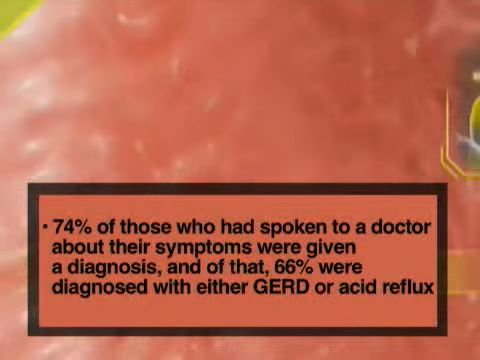 • 74% of those who had spoken to a doctor
about their symptoms were given
a diagnosis, and of that, 66% were
diagnosed with either GERD or acid reflux